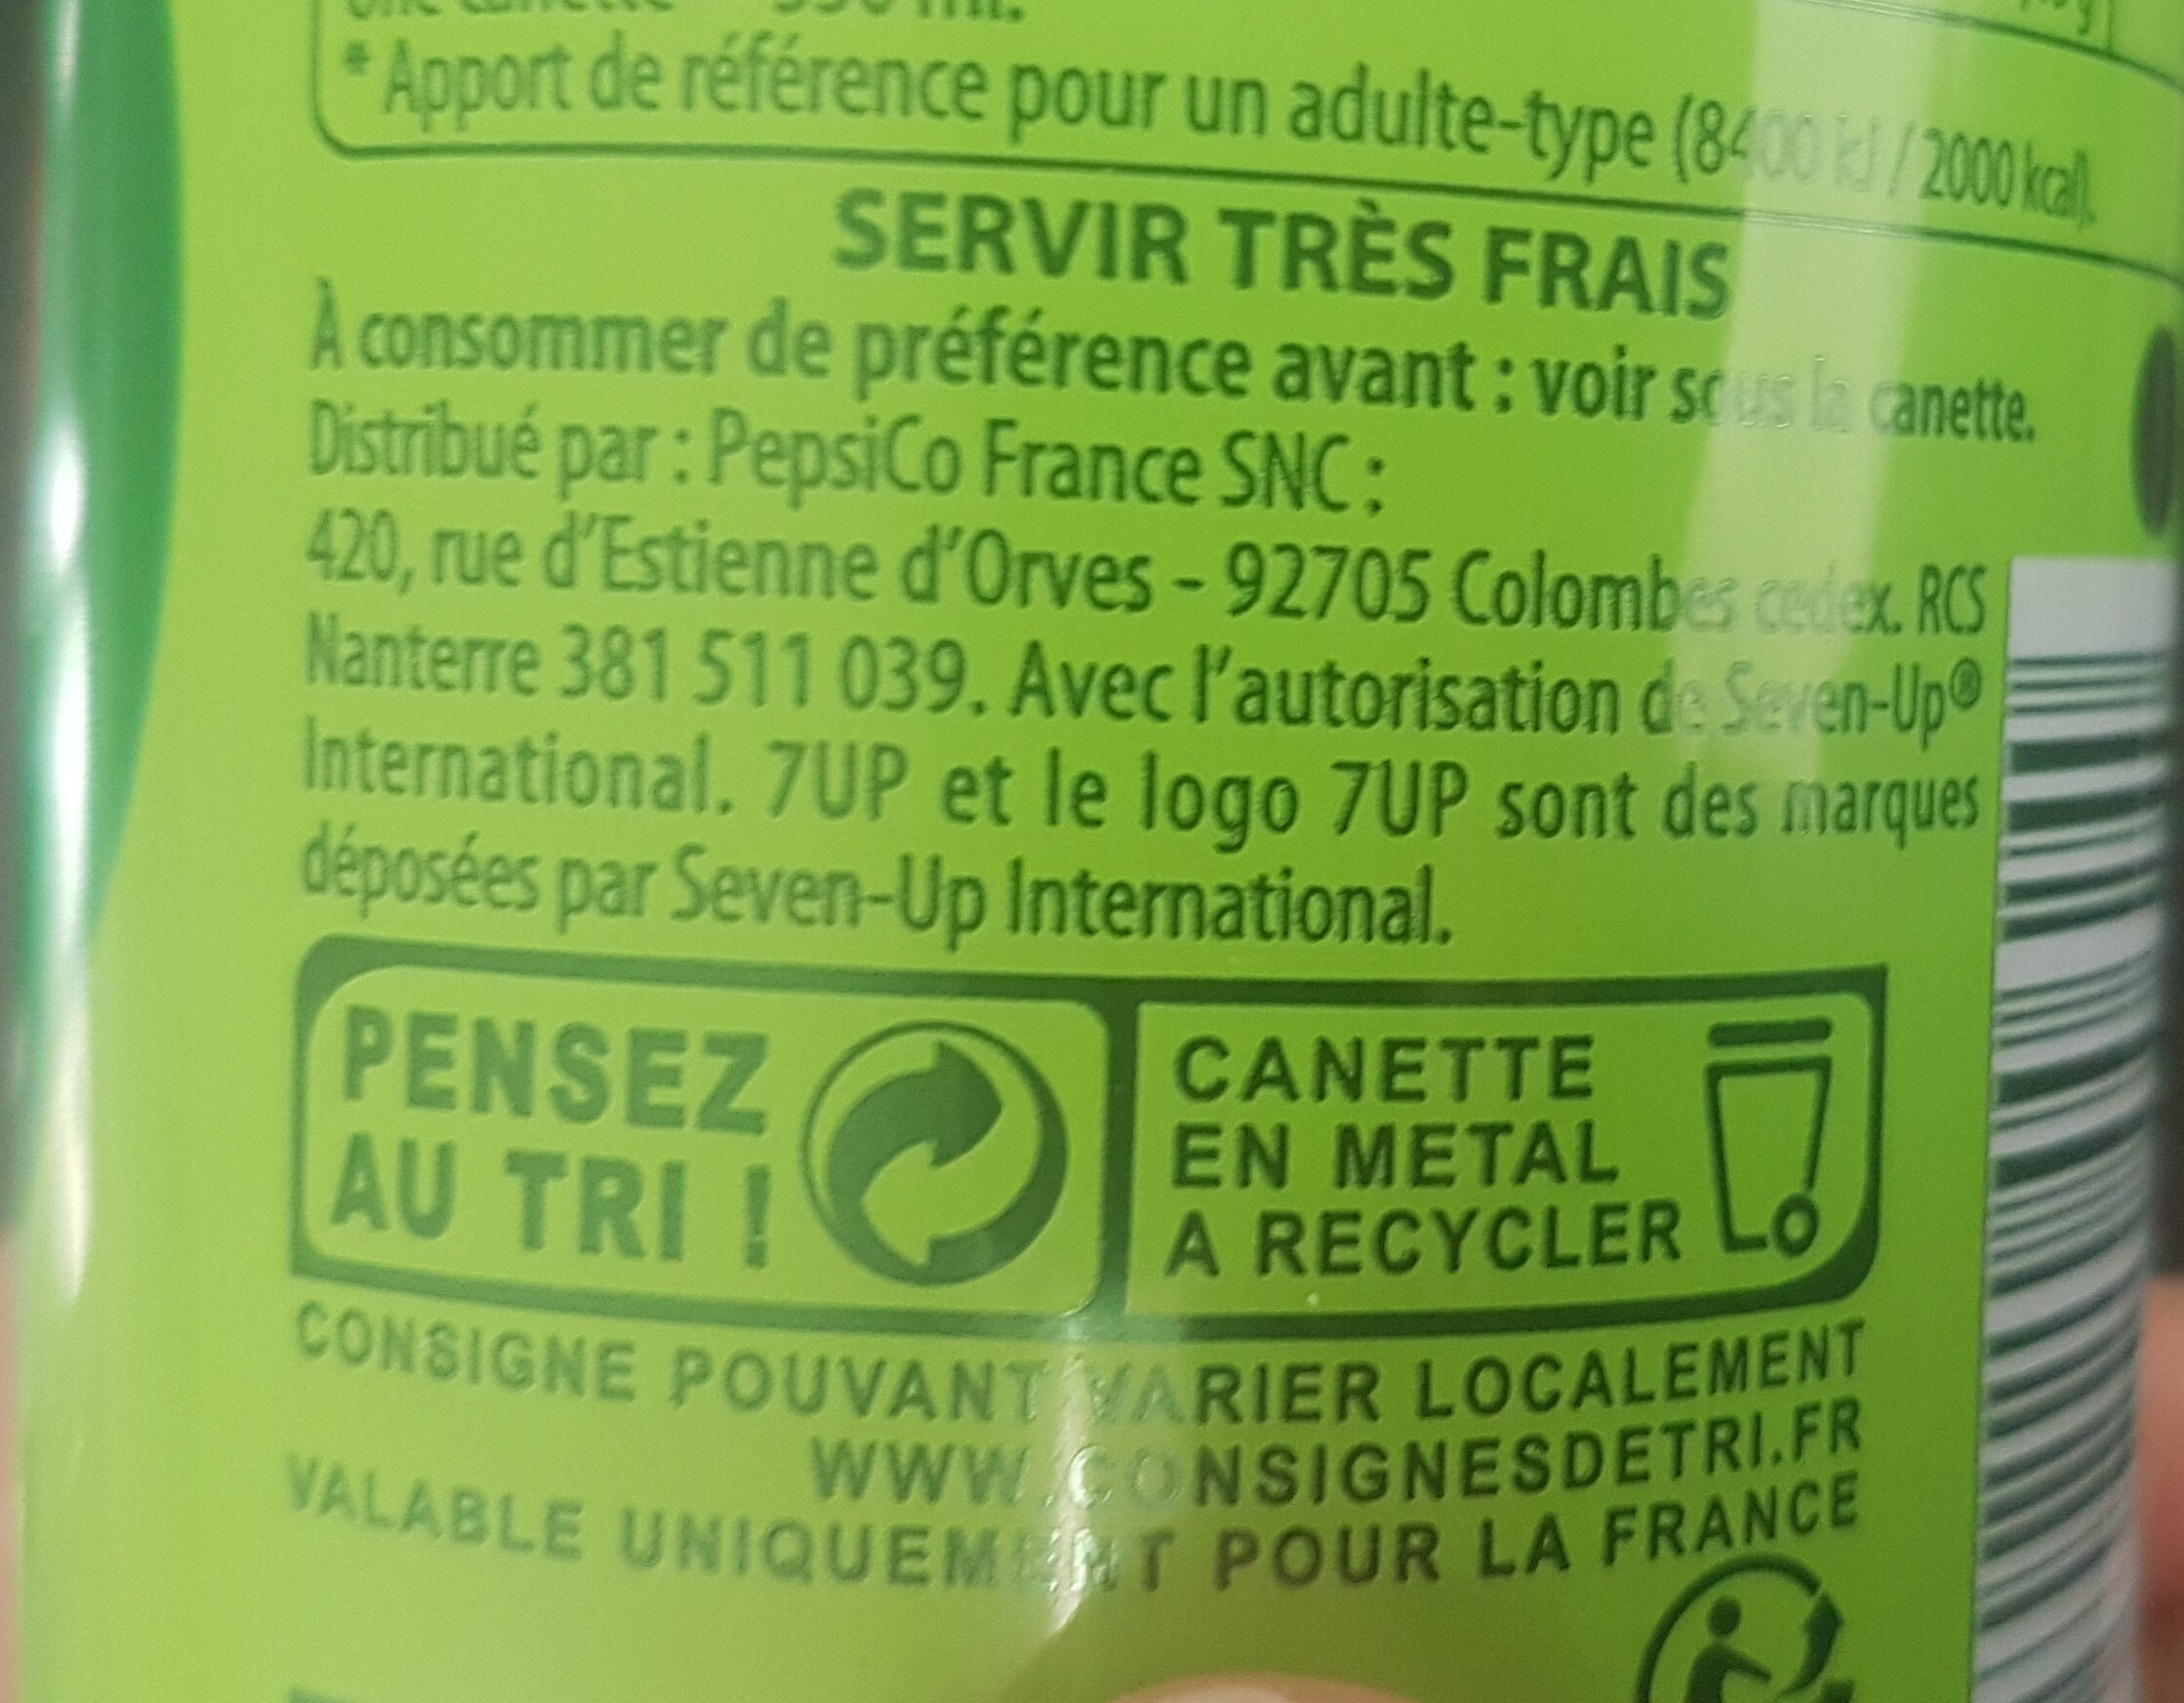 * Apport de référence pour un adulte-type (8400 kJ / 2000 kcal).
SERVIR TRÈS FRAIS
À consommer de préférence avant : voir sous la canette.
Distribué par : PepsiCo France SNC :
420, rue d'Estienne d'Orves - 92705 Colombes cedex. RCS
Nanterre 381 511 039. Avec l'autorisation de Seven-Up®
International. 7UP et le logo 7UP sont des marques
déposées par Seven-Up International.
PENSEZ
AU TRI !
CANETTE
EN METAL
A RECYCLER
CONSIGNE POUVANT VARIER LOCALEMENT
WWW.CONSIGNESDETRI.FR
VALABLE UNIQUEMENT POUR LA FRANCE